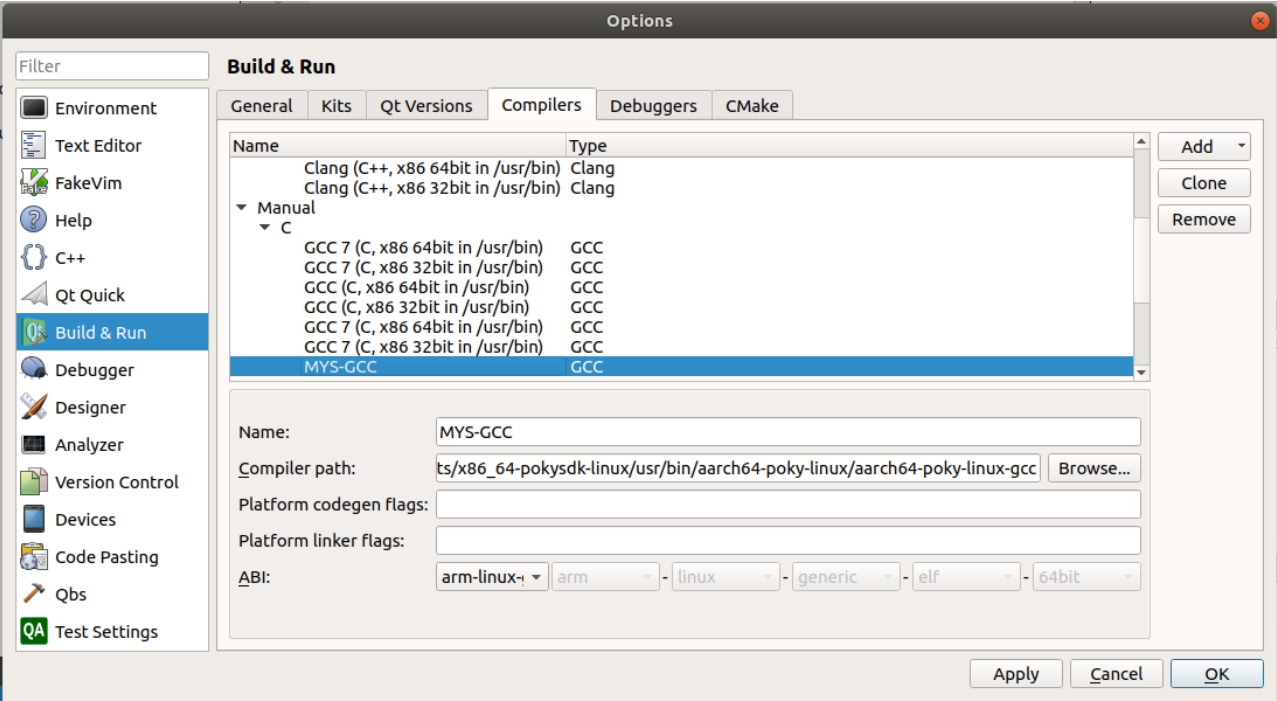 Options
Filter
Environment
Text Editor
FakeVim
Help
C++
Qt Quick
Build & Run
Debugger
Designer
Analyzer
Version Control
Devices
Code Pasting
Qbs
Test Settings
Build & Run
General Kits Qt Versions Compilers Debuggers CMake
Name Type
Clang (C++, x86 64bit in /usr/bin) Clang
Clang (C++, x86 32bit in /usr/bin) Clang
Manual
C
GCC 7 (C, x86 64bit in /usr/bin) GCC
GCC 7 (C, x86 32bit in /usr/bin) GCC
GCC (C, x86 64bit in /usr/bin) GCC
GCC (C, x86 32bit in /usr/bin) GCC
GCC 7 (C, x86 64bit in /usr/bin) GCC
GCC 7 (C, x86 32bit in /usr/bin) GCC
MYS-GCC GCC
Add
Clone
Remove
Name: MYS-GCC
Compiler path: ts/x86_64-pokysdk-linux/usr/bin/aarch64-poky-linux/aarch64-poky-linux-gcc Browse...
Platform codegen flags:
Platform linker flags:
ABI: arm-linux- arm - linux - generic - elf - 64bit
Apply Cancel OK